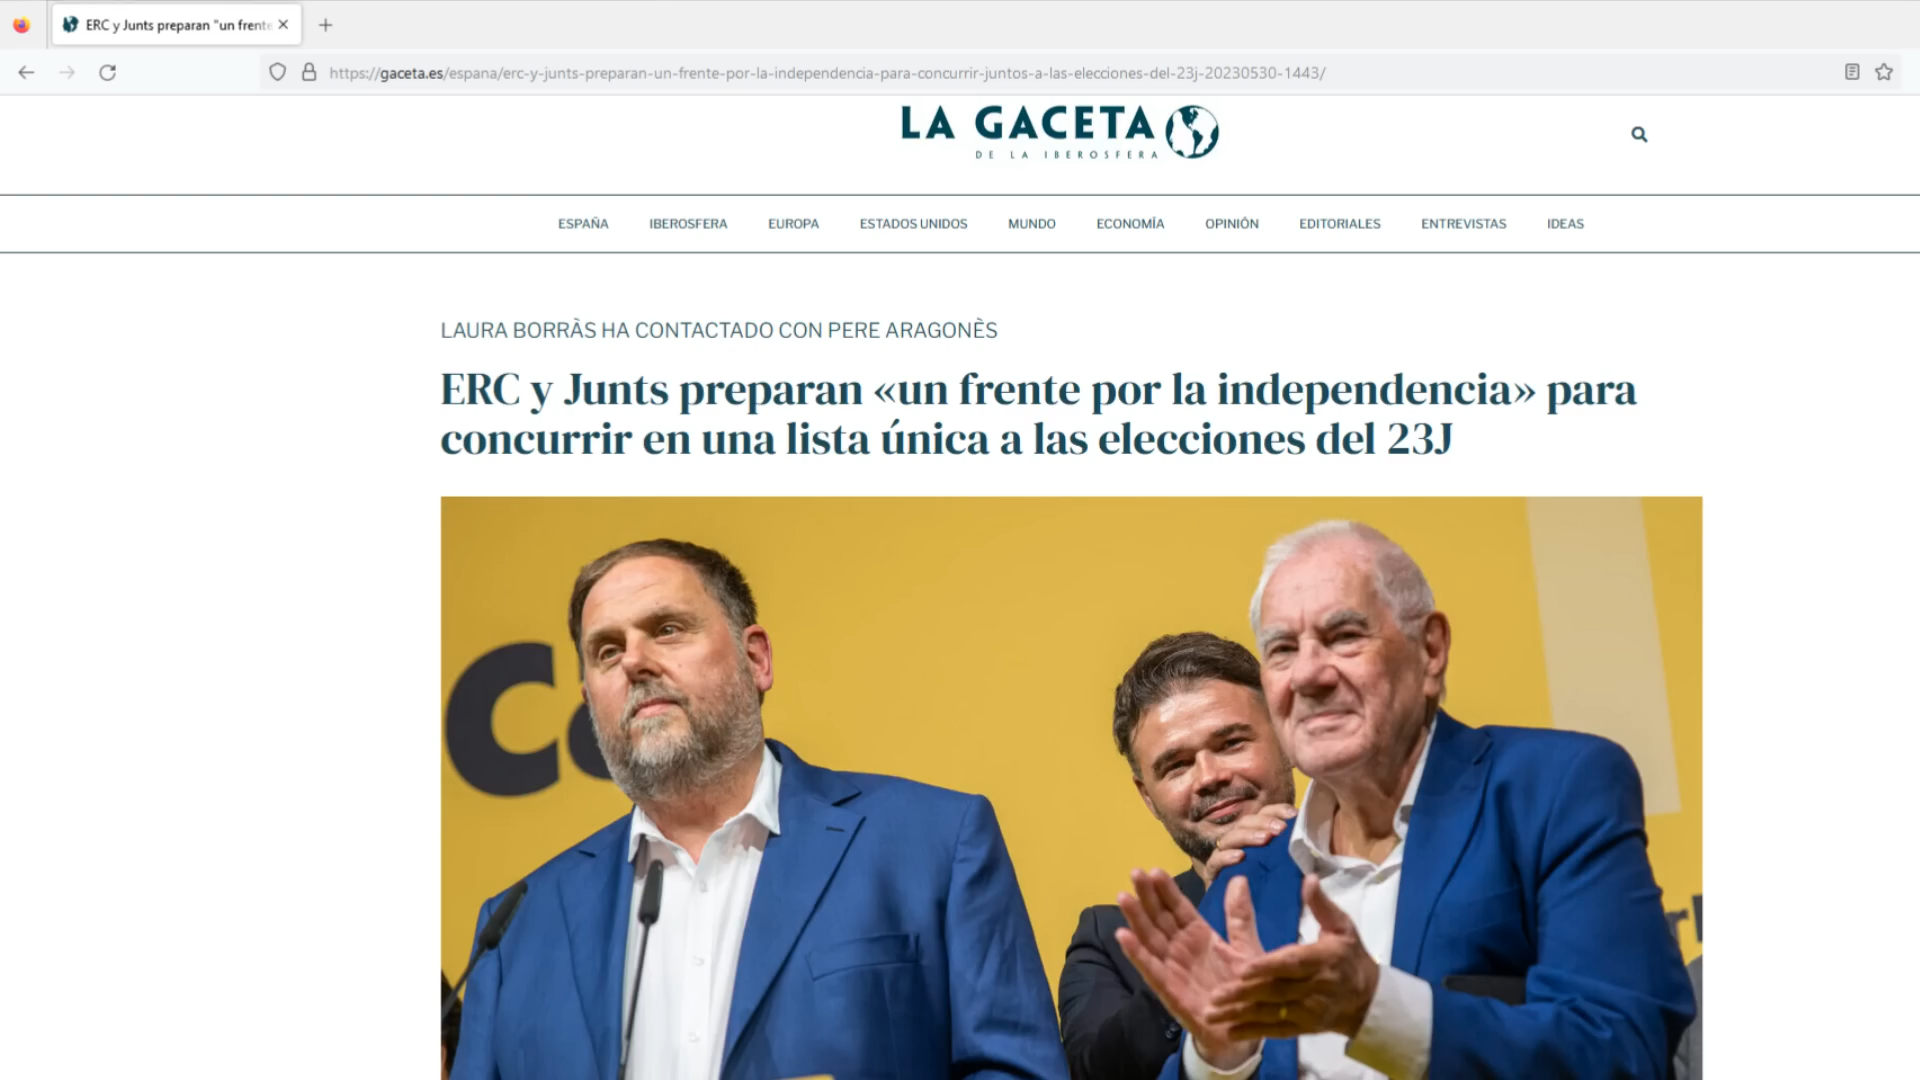 ERC y Junts preparan "un frente
https://gaceta.es/espana/erc-y-junts-preparan-un-frente-por-la-independencia-para-concurrir-juntos-a-las-elecciones-del-23j-20230530-1443/
LA GACETA
DE LA IBEROSFERA
ESPAÑA IBEROSFERA EUROPA ESTADOS UNIDOS MUNDO ECONOMÍA OPINIÓN EDITORIALES ENTREVISTAS IDEAS
LAURA BORRÀS HA CONTACTADO CON PERE ARAGONÈS
ERC y Junts preparan «un frente por la independencia» para
concurrir en una lista única a las elecciones del 23J